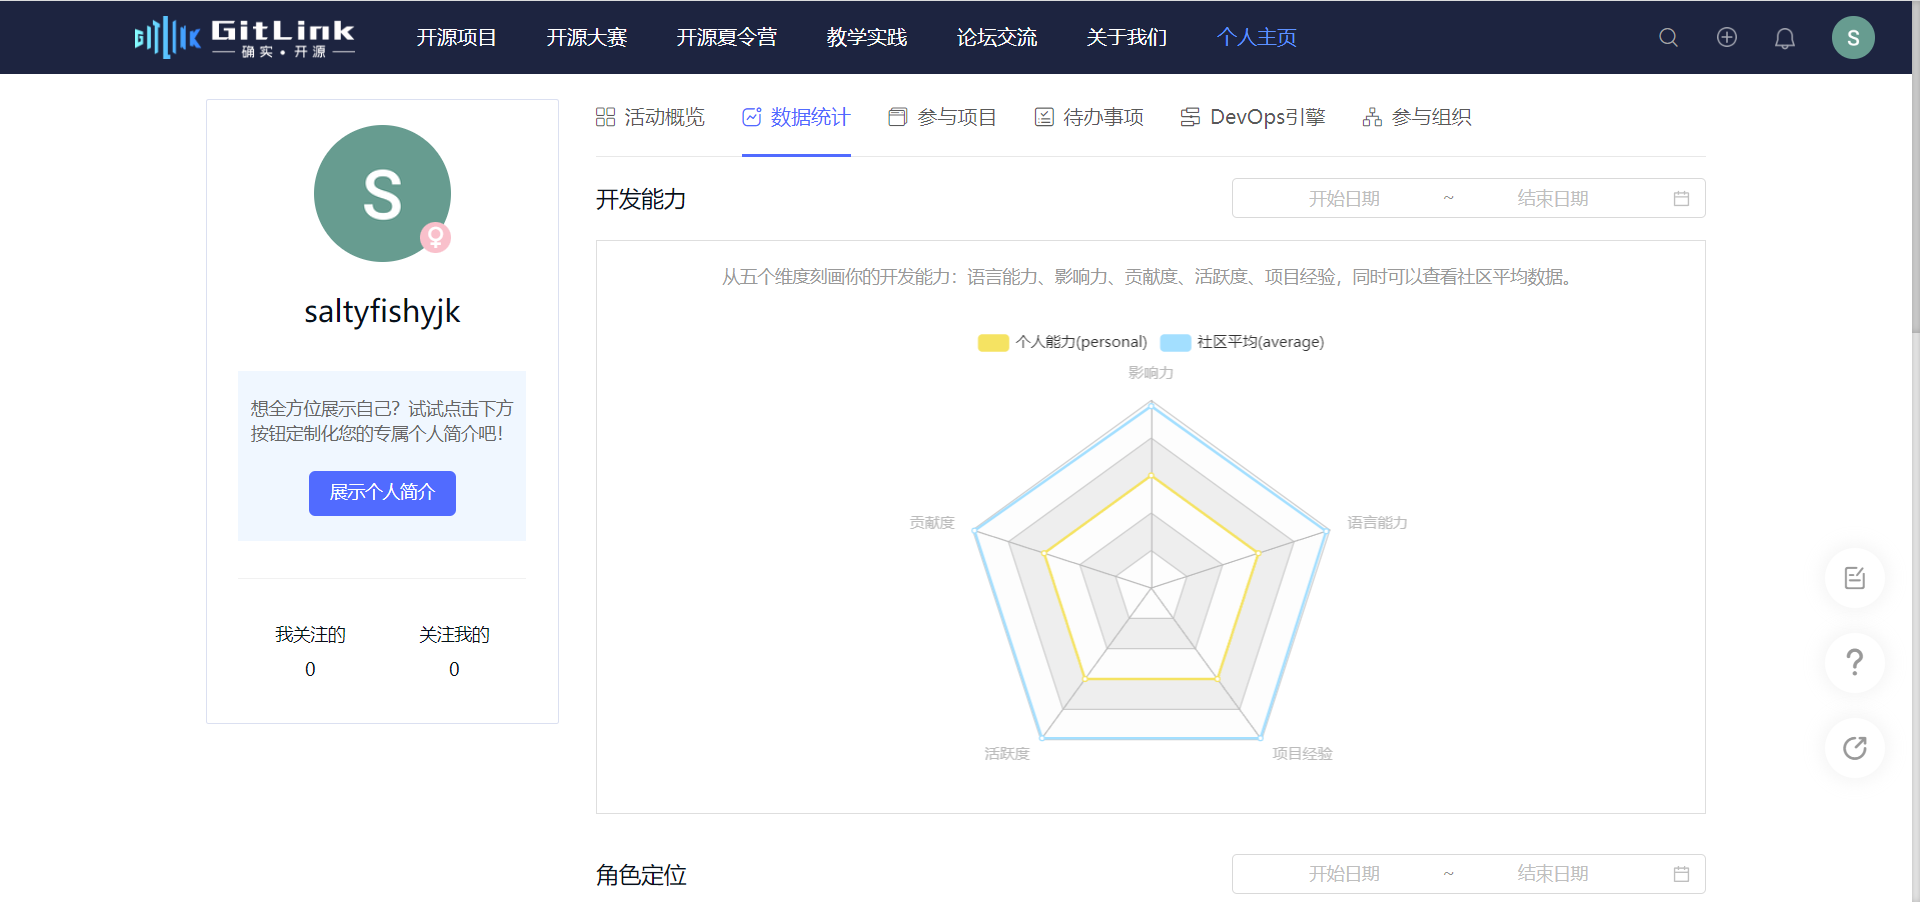 GitLink
确实·开源
开源项目 开源大赛 开源夏令营 教学实践 论坛交流 关于我们 个人主页
S
S
saltyfishyjk
想全方位展示自己？试试点击下方
按钮定制化您的专属个人简介吧！
展示个人简介
我关注的 关注我的
0 0
活动概览 数据统计 参与项目 待办事项 DevOps引擎 参与组织
开发能力
开始日期 ~ 结束日期
从五个维度刻画你的开发能力：语言能力、影响力、贡献度、活跃度、项目经验，同时可以查看社区平均数据。
个人能力(personal) 社区平均(average)
影响力
贡献度 语言能力
活跃度 项目经验
角色定位
开始日期 ~ 结束日期